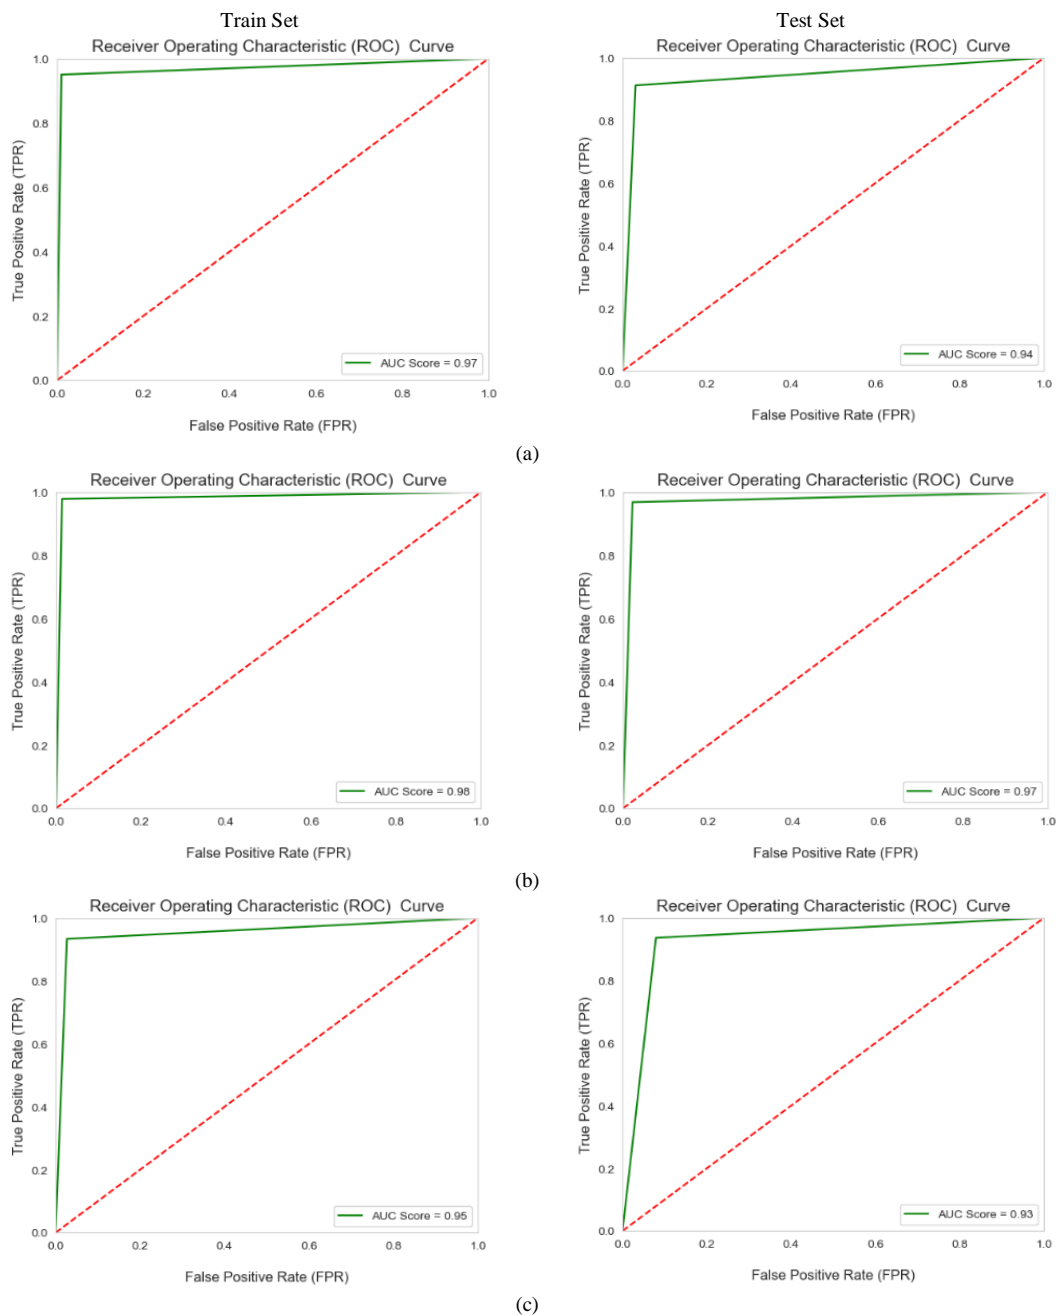 Train Set Test Set
Receiver Operating Characteristic (ROC) Curve
1.0
0.8
0.6
0.4
0.2
0.0
True Positive Rate (TPR)
AUC Score = 0.97
0.0 0.2 0.4 0.6 0.8 1.0
False Positive Rate (FPR)
Receiver Operating Characteristic (ROC) Curve
1.0
0.8
0.6
0.4
0.2
0.0
True Positive Rate (TPR)
AUC Score = 0.94
0.0 0.2 0.4 0.6 0.8 1.0
False Positive Rate (FPR)
(a)
Receiver Operating Characteristic (ROC) Curve
1.0
0.8
0.6
0.4
0.2
0.0
True Positive Rate (TPR)
AUC Score = 0.98
0.0 0.2 0.4 0.6 0.8 1.0
False Positive Rate (FPR)
Receiver Operating Characteristic (ROC) Curve
1.0
0.8
0.6
0.4
0.2
0.0
True Positive Rate (TPR)
AUC Score = 0.97
0.0 0.2 0.4 0.6 0.8 1.0
False Positive Rate (FPR)
(b)
Receiver Operating Characteristic (ROC) Curve
1.0
0.8
0.6
0.4
0.2
0.0
True Positive Rate (TPR)
AUC Score = 0.95
0.0 0.2 0.4 0.6 0.8 1.0
False Positive Rate (FPR)
Receiver Operating Characteristic (ROC) Curve
1.0
0.8
0.6
0.4
0.2
0.0
True Positive Rate (TPR)
AUC Score = 0.93
0.0 0.2 0.4 0.6 0.8 1.0
False Positive Rate (FPR)
(c)